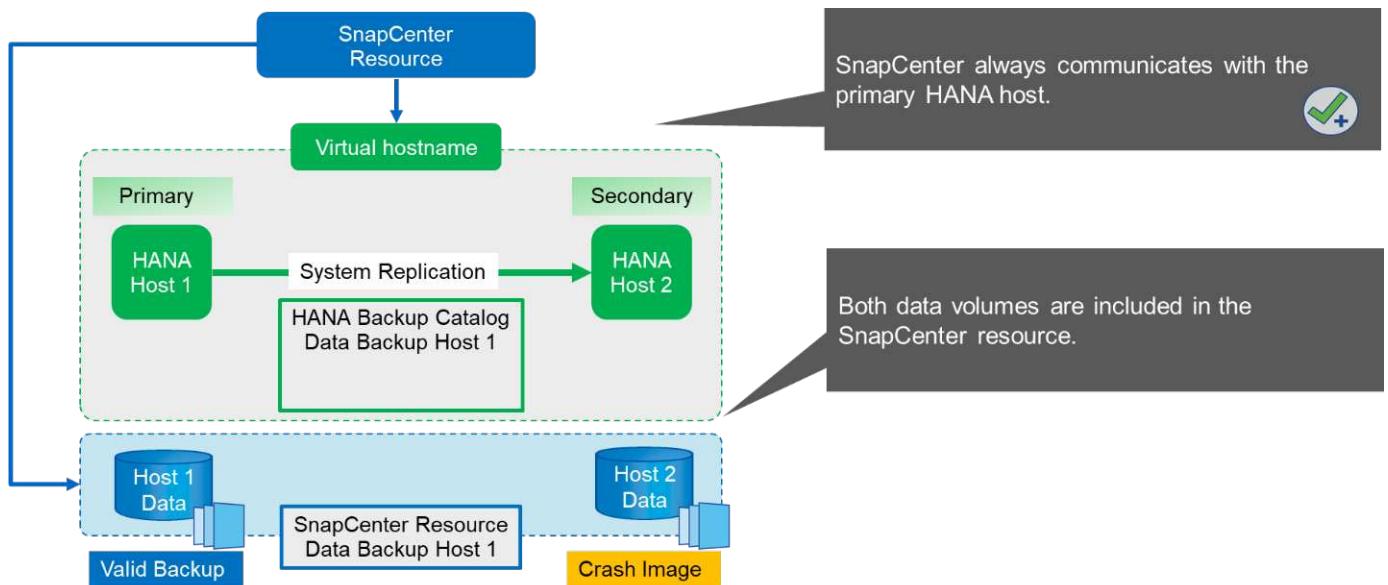 SnapCenter
Resource
SnapCenter always communicates with the
primary HANA host.
Virtual hostname
Primary
Secondary
HANA
Host 1
System Replication
HANA
Host 2
HANA Backup Catalog
Data Backup Host 1
Both data volumes are included in the
SnapCenter resource.
Host 1
Data
Host 2
Data
SnapCenter Resource
Data Backup Host 1
Valid Backup
Crash Image